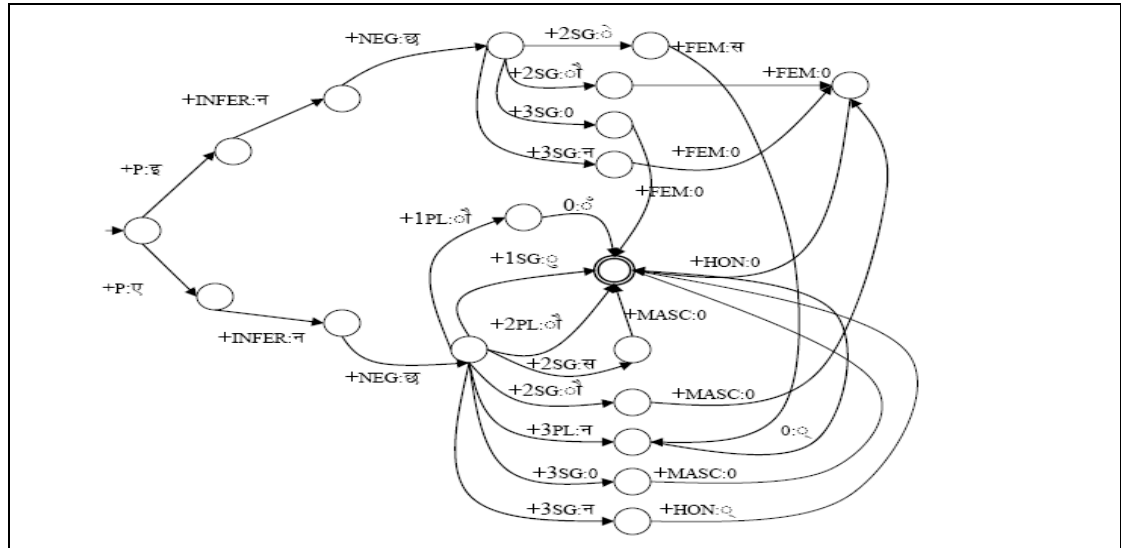 +NEG:छ
+2SG:े
+FEM:स
+2SG:ौ
+FEM:0
+INFER:न
+3SG:0
+3SG:न
+FEM:0
+P:इ
+FEM:0
+1PL:ौ
0:ँ
+1SG:ु
+HON:0
+P:ए
+2PL:ौ
+MASC:0
+INFER:न
+2SG:स
+NEG:छ
+2SG:ौ
+MASC:0
+3PL:न
0:्
+3SG:0
+MASC:0
+3SG:न
+HON:्